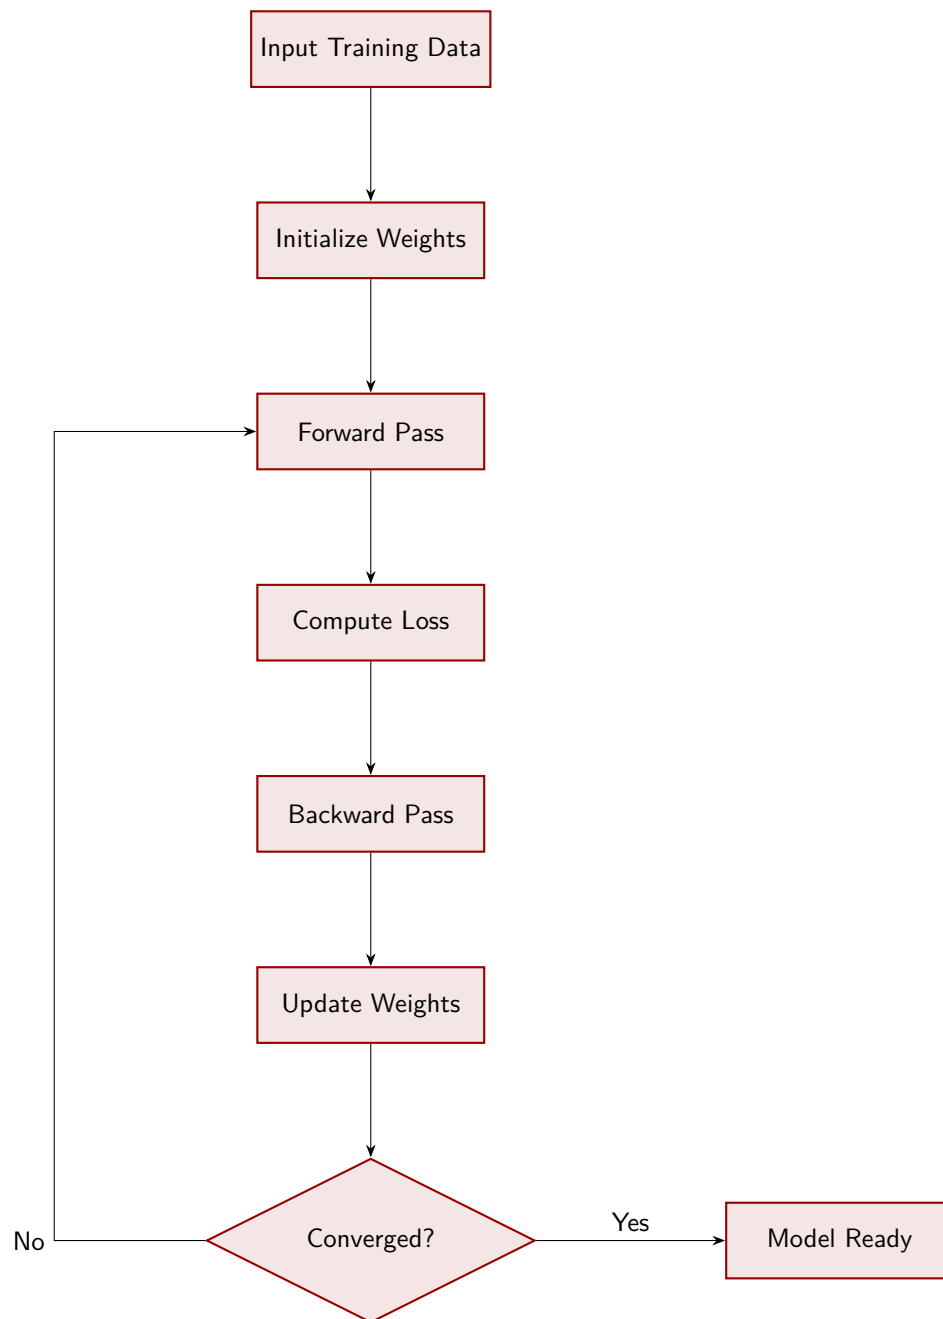 Input Training Data
Initialize Weights
Forward Pass
Compute Loss
Backward Pass
Update Weights
Converged?
No
Yes
Model Ready